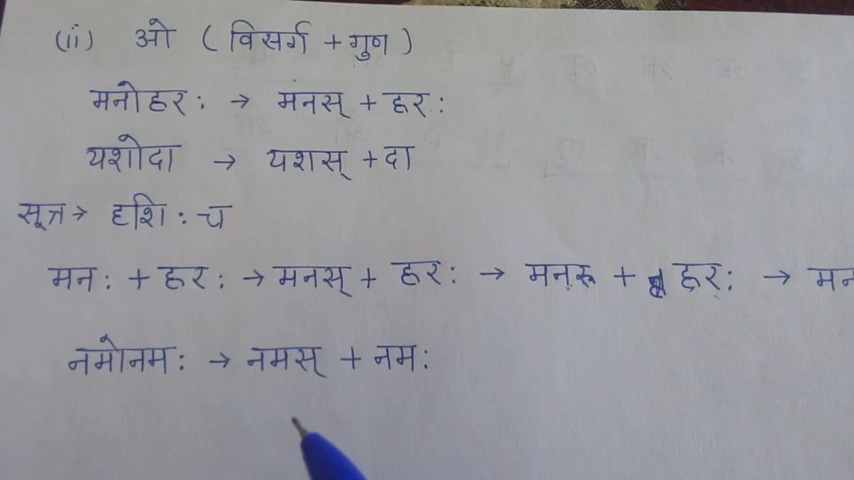 (ii) ओ ( विसर्ग + गुण )
मनोहर : → मनस् + हर :
यशोदा → यशस् + दा
सूत्र → हशि : च
मन : + हर : → मनस् + हर : → मनरु + हर : → मन
नमोनम : → नमस् + नम :